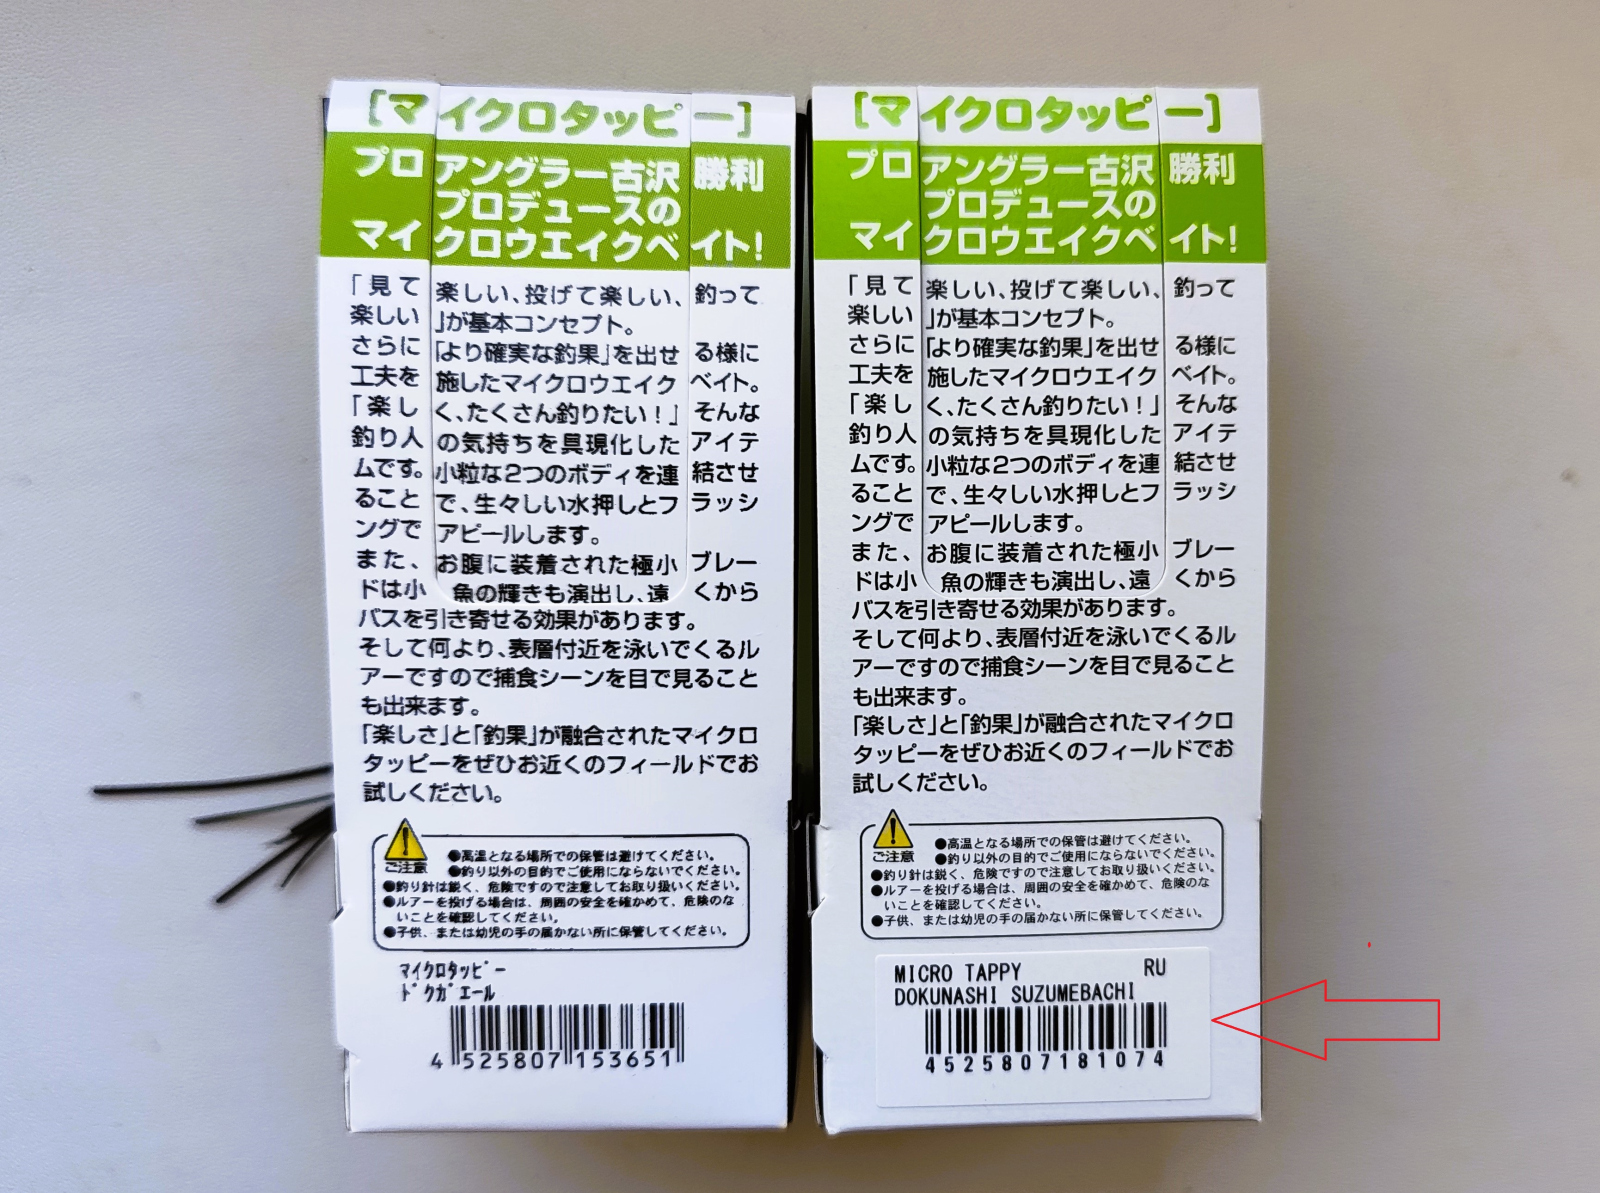 [マイクロタッピー]
プロアングラー古沢勝利
プロデュースの
マイクロウエイクベイト!
「見て楽しい、投げて楽しい、釣って
楽しい」が基本コンセプト。
さらに「より確実な釣果」を出せる様に
工夫を施したマイクロウエイクベイト。
「楽しく、たくさん釣りたい！」そんな
釣り人の気持ちを具現化したアイテ
ムです。小粒な2つのボディを連結させ
ることで、生々しい水押しとフラッシ
ングでアピールします。
また、お腹に装着された極小ブレー
ドは小魚の輝きも演出し、遠くから
バスを引き寄せる効果があります。
そして何より、表層付近を泳いでくるル
アーですので捕食シーンを目で見ること
も出来ます。
「楽しさ」と「釣果」が融合されたマイクロ
タッピーをぜひお近くのフィールドでお
試しください。
ご注意
●高温となる場所での保管は避けてください。
●釣り以外の目的でご使用にならないでください。
●釣り針は鋭く、危険ですので注意してお取り扱いください。
●ルアーを投げる場合は、周囲の安全を確かめて、危険のな
いことを確認してください。
●子供、または幼児の手の届かない所に保管してください。
ﾏｲｸﾛﾀｯﾋﾟｰ
ﾄﾞｸｶﾞｴｰﾙ
4 525807 153651
[マイクロタッピー]
プロアングラー古沢勝利
プロデュースの
マイクロウエイクベイト!
「見て楽しい、投げて楽しい、釣って
楽しい」が基本コンセプト。
さらに「より確実な釣果」を出せる様に
工夫を施したマイクロウエイクベイト。
「楽しく、たくさん釣りたい！」そんな
釣り人の気持ちを具現化したアイテ
ムです。小粒な2つのボディを連結させ
ることで、生々しい水押しとフラッシ
ングでアピールします。
また、お腹に装着された極小ブレー
ドは小魚の輝きも演出し、遠くから
バスを引き寄せる効果があります。
そして何より、表層付近を泳いでくるル
アーですので捕食シーンを目で見ること
も出来ます。
「楽しさ」と「釣果」が融合されたマイクロ
タッピーをぜひお近くのフィールドでお
試しください。
ご注意
●高温となる場所での保管は避けてください。
●釣り以外の目的でご使用にならないでください。
●釣り針は鋭く、危険ですので注意してお取り扱いください。
●ルアーを投げる場合は、周囲の安全を確かめて、危険のな
いことを確認してください。
●子供、または幼児の手の届かない所に保管してください。
MICRO TAPPY RU
DOKUNASHI SUZUMEBACHI
4525807181074